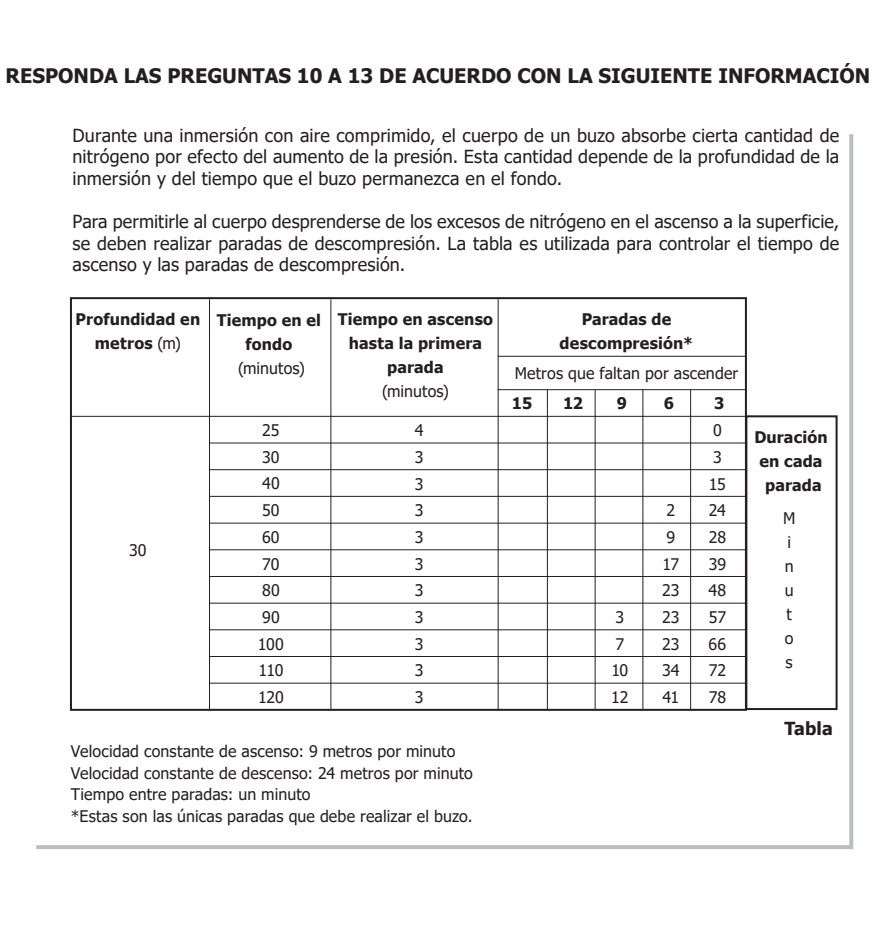 RESPONDA LAS PREGUNTAS 10 A 13 DE ACUERDO CON LA SIGUIENTE INFORMACIÓN
Durante una inmersión con aire comprimido, el cuerpo de un buzo absorbe cierta cantidad de
nitrógeno por efecto del aumento de la presión. Esta cantidad depende de la profundidad de la
inmersión y del tiempo que el buzo permanezca en el fondo.
Para permitirle al cuerpo desprenderse de los excesos de nitrógeno en el ascenso a la superficie,
se deben realizar paradas de descompresión. La tabla es utilizada para controlar el tiempo de
ascenso y las paradas de descompresión.
Profundidad en metros (m)
Tiempo en el fondo (minutos)
Tiempo en ascenso hasta la primera parada (minutos)
Paradas de descompresión*
Metros que faltan por ascender
15 12 9 6 3
30
25 4 0
30 3 3
40 3 15
50 3 2 24
60 3 9 28
70 3 17 39
80 3 23 48
90 3 3 23 57
100 3 7 23 66
110 3 10 34 72
120 3 12 41 78
Duración
en cada
parada
M
i
n
u
t
o
s
Tabla
Velocidad constante de ascenso: 9 metros por minuto
Velocidad constante de descenso: 24 metros por minuto
Tiempo entre paradas: un minuto
*Estas son las únicas paradas que debe realizar el buzo.